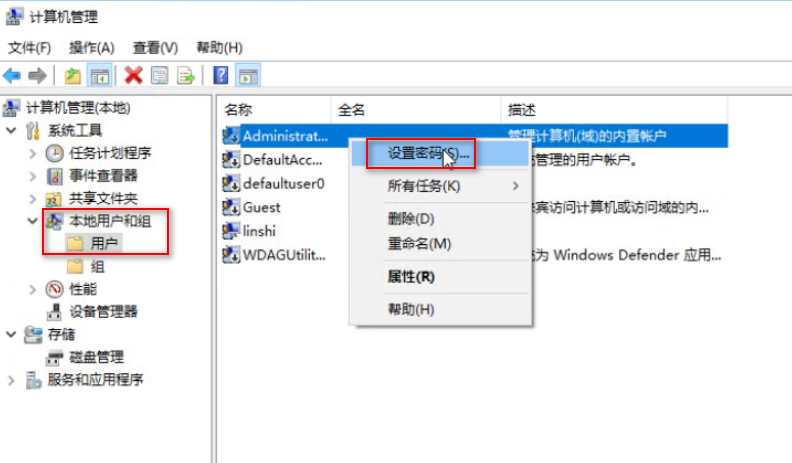 计算机管理
文件(F) 操作(A) 查看(V) 帮助(H)
计算机管理(本地)
系统工具
任务计划程序
事件查看器
共享文件夹
本地用户和组
用户
组
性能
设备管理器
存储
磁盘管理
服务和应用程序
名称 全名 描述
Administrat... 管理计算机(域)的内置帐户
DefaultAcc... 管理的用户帐户。
defaultuser0
Guest 宾访问计算机或访问域的内...
linshi
WDAGUtilit... 为 Windows Defender 应用...
设置密码(S)...
所有任务(K)
删除(D)
重命名(M)
属性(R)
帮助(H)